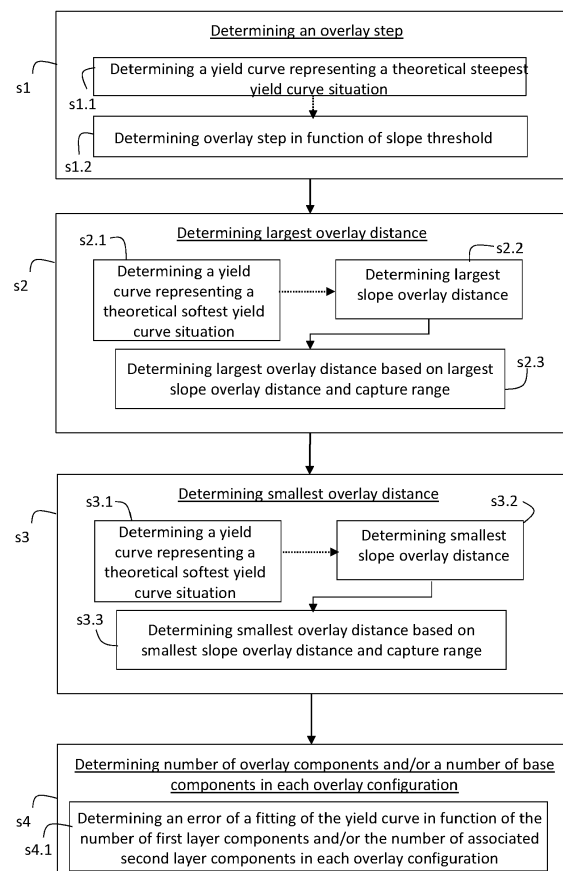 Determining an overlay step
s1
Determining a yield curve representing a theoretical steepest
yield curve situation
s1.1
Determining overlay step in function of slope threshold
s1.2
Determining largest overlay distance
s2
s2.1
Determining a yield
curve representing a
theoretical softest yield
curve situation
s2.2
Determining largest
slope overlay distance
Determining largest overlay distance based on largest
slope overlay distance and capture range
s2.3
Determining smallest overlay distance
s3
s3.1
Determining a yield
curve representing a
theoretical softest yield
curve situation
s3.2
Determining smallest
slope overlay distance
s3.3
Determining smallest overlay distance based on
smallest slope overlay distance and capture range
Determining number of overlay components and/or a number of base
components in each overlay configuration
s4
Determining an error of a fitting of the yield curve in function of the
number of first layer components and/or the number of associated
second layer components in each overlay configuration
s4.1